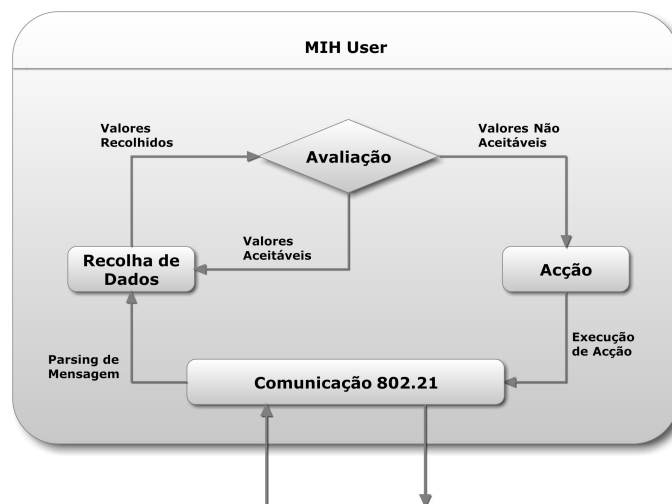 MIH User
Valores
Recolhidos
Avaliação
Valores Não
Aceitáveis
Valores
Aceitáveis
Recolha de
Dados
Acção
Execução
de Acção
Parsing de
Mensagem
Comunicação 802.21